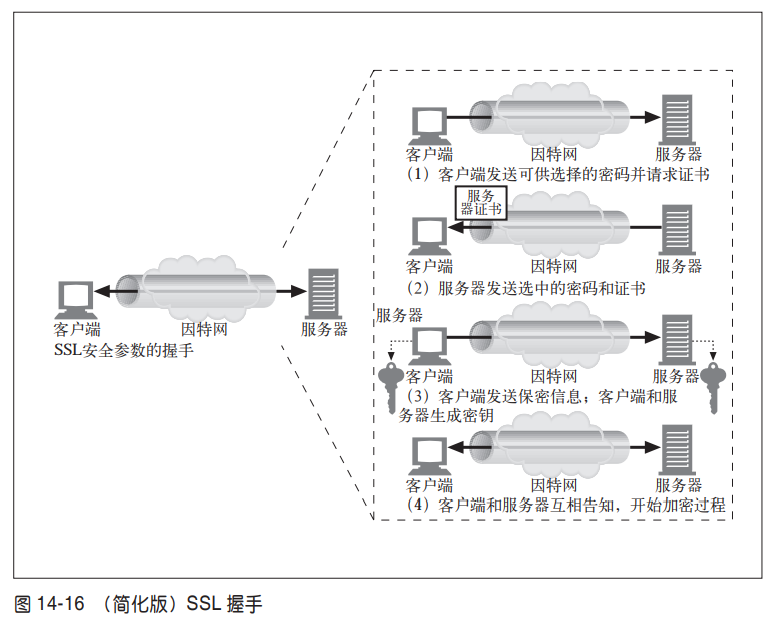 客户端
因特网
服务器
SSL安全参数的握手
客户端
因特网
服务器
（1）客户端发送可供选择的密码并请求证书
服务
器证书
客户端
因特网
服务器
（2）服务器发送选中的密码和证书
服务器
客户端
因特网
服务器
（3）客户端发送保密信息；客户端和服
务器生成密钥
客户端
因特网
服务器
（4）客户端和服务器互相告知，开始加密过程
图 14-16 （简化版）SSL 握手